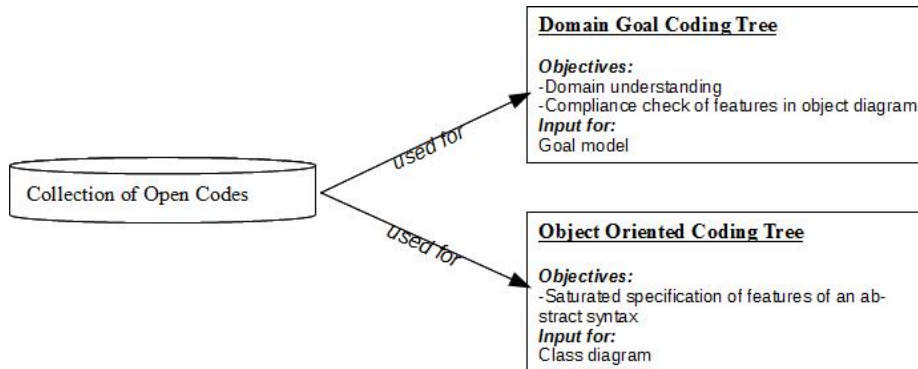 Domain Goal Coding Tree
Objectives:
-Domain understanding
-Compliance check of features in object diagram
Input for:
Goal model
used for
Collection of Open Codes
used for
Object Oriented Coding Tree
Objectives:
-Saturated specification of features of an ab-
stract syntax
Input for:
Class diagram